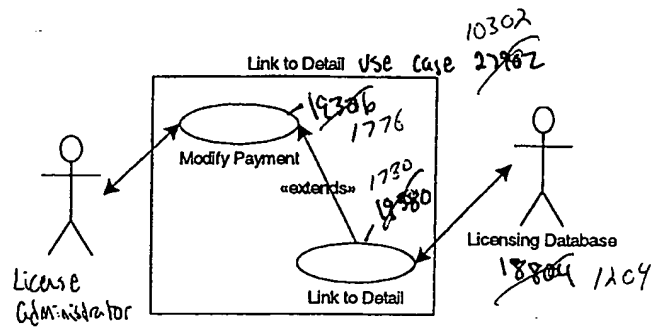 10302
Link to Detail use case 27902
19306
1776
Modify Payment
«extends»
1730
Licensing Database
18804 1204
License
Administrator
Link to Detail